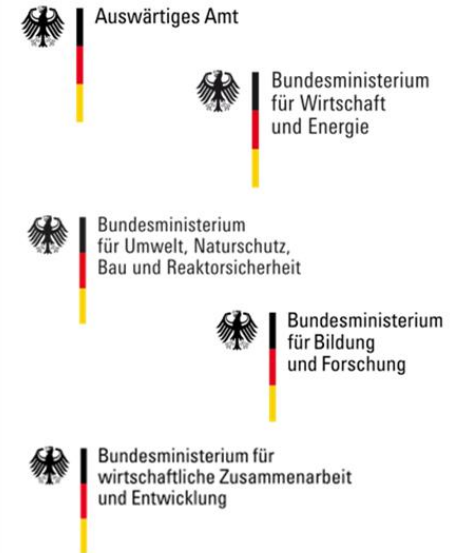 Auswärtiges Amt
Bundesministerium
für Wirtschaft
und Energie
Bundesministerium
für Umwelt, Naturschutz,
Bau und Reaktorsicherheit
Bundesministerium
für Bildung
und Forschung
Bundesministerium für
wirtschaftliche Zusammenarbeit
und Entwicklung